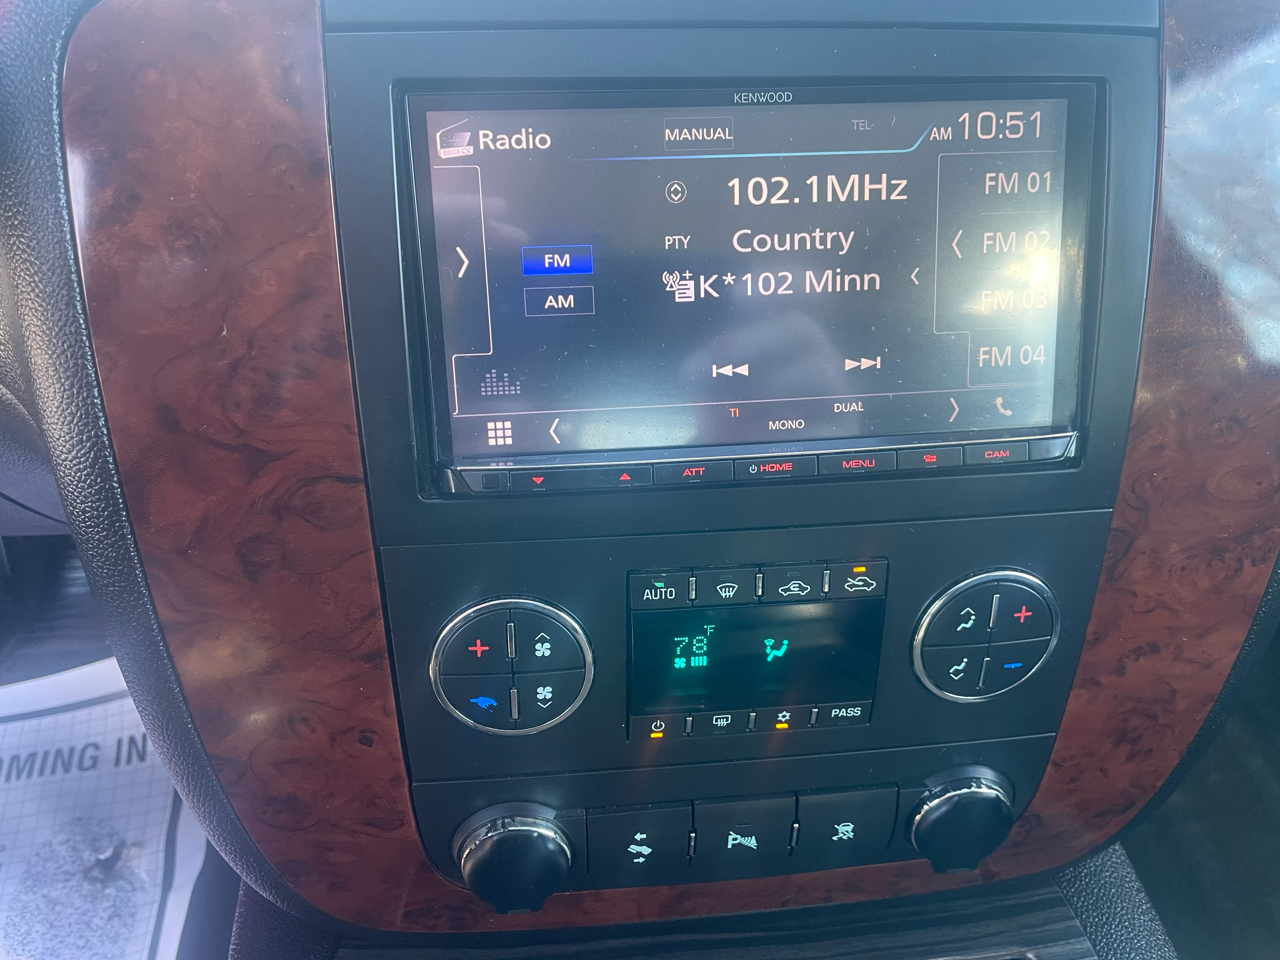 KENWOOD
Radio
MANUAL
TEL
AM 10:51
102.1MHz
FM 01
PTY
Country
FM 02
FM
K*102 Minn
AM
FM 03
FM 04
TI
DUAL
MONO
ATT
HOME
MENU
CAM
AUTO
78°F
PASS
OMING IN
P